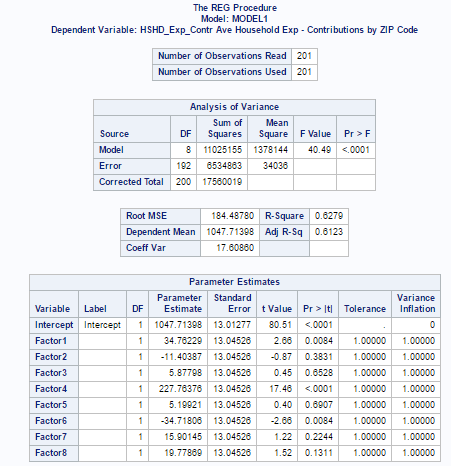 The REG Procedure
Model: MODEL1
Dependent Variable: HSHD_Exp_Contr Ave Household Exp - Contributions by ZIP Code
Number of Observations Read 201
Number of Observations Used 201
Analysis of Variance
Source DF Sum of Squares Mean Square F Value Pr > F
Model 8 11025155 1378144 40.49 <.0001
Error 192 6534863 34036
Corrected Total 200 17560019
Root MSE 184.48780 R-Square 0.6279
Dependent Mean 1047.71398 Adj R-Sq 0.6123
Coeff Var 17.60860
Parameter Estimates
Variable Label DF Parameter Estimate Standard Error t Value Pr > |t| Tolerance Variance Inflation
Intercept Intercept 1 1047.71398 13.01277 80.51 <.0001 . 0
Factor1 1 34.76229 13.04526 2.66 0.0084 1.00000 1.00000
Factor2 1 -11.40387 13.04526 -0.87 0.3831 1.00000 1.00000
Factor3 1 5.87798 13.04526 0.45 0.6528 1.00000 1.00000
Factor4 1 227.76376 13.04526 17.46 <.0001 1.00000 1.00000
Factor5 1 5.19921 13.04526 0.40 0.6907 1.00000 1.00000
Factor6 1 -34.71806 13.04526 -2.66 0.0084 1.00000 1.00000
Factor7 1 15.90145 13.04526 1.22 0.2244 1.00000 1.00000
Factor8 1 19.77869 13.04526 1.52 0.1311 1.00000 1.00000